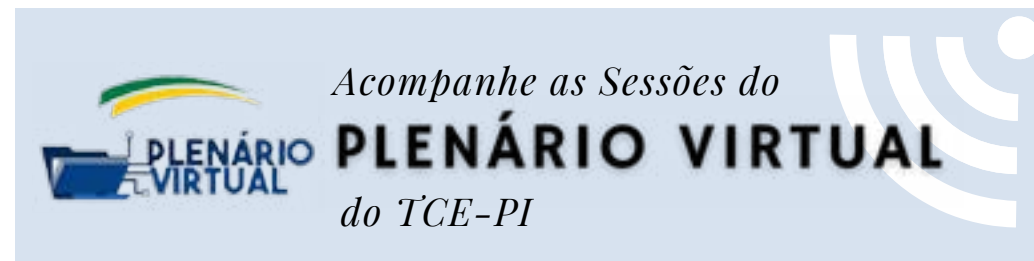 PLENÁRIO
VIRTUAL
Acompanhe as Sessões do
PLENÁRIO VIRTUAL
do TCE-PI